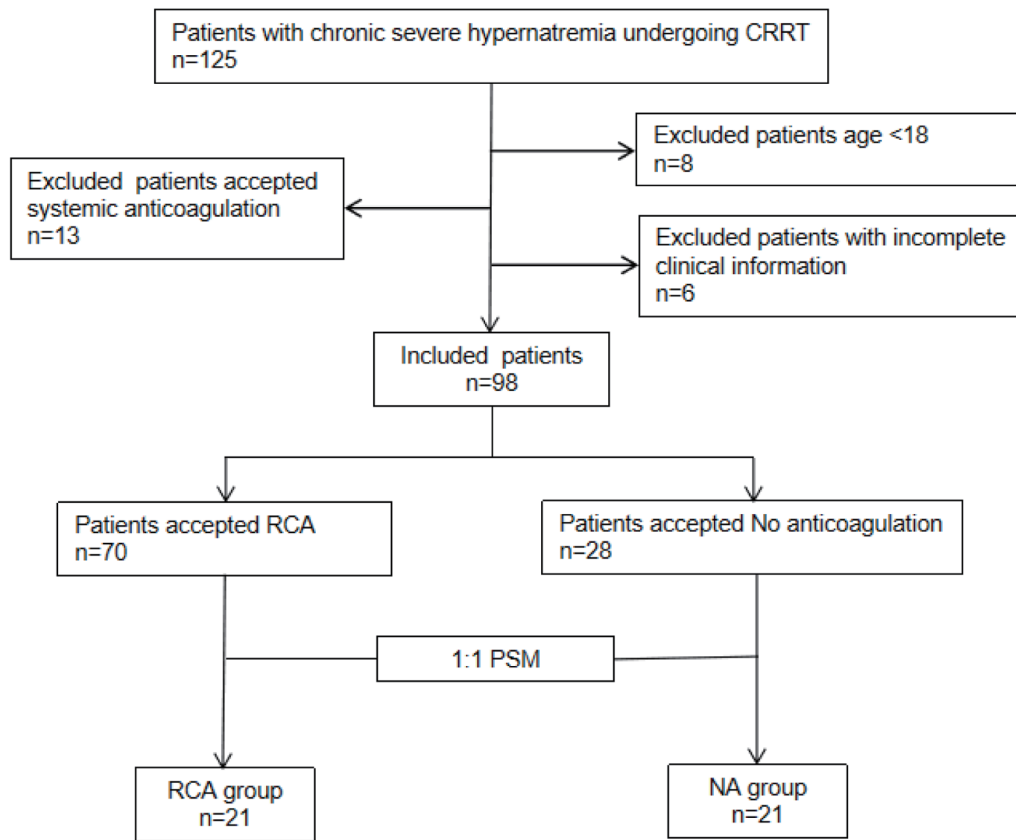 Patients with chronic severe hypernatremia undergoing CRRT
n=125
Excluded patients age <18
n=8
Excluded patients accepted
systemic anticoagulation
n=13
Excluded patients with incomplete
clinical information
n=6
Included patients
n=98
Patients accepted RCA
n=70
Patients accepted No anticoagulation
n=28
1:1 PSM
RCA group
n=21
NA group
n=21